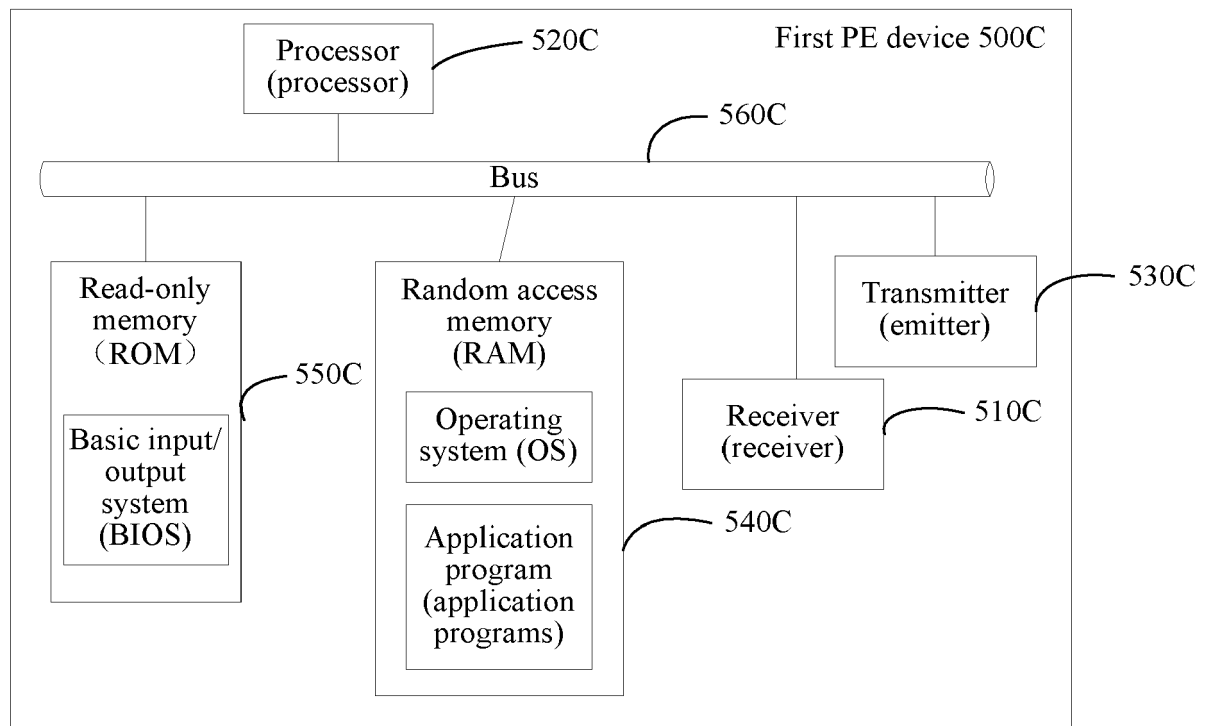 First PE device 500C
520C
Processor
(processor)
560C
Bus
Read-only
memory
（ROM）
550C
Basic input/
output
system
(BIOS)
Random access
memory
(RAM)
Operating
system (OS)
540C
Application
program
(application
programs)
Receiver
(receiver)
510C
Transmitter
(emitter)
530C